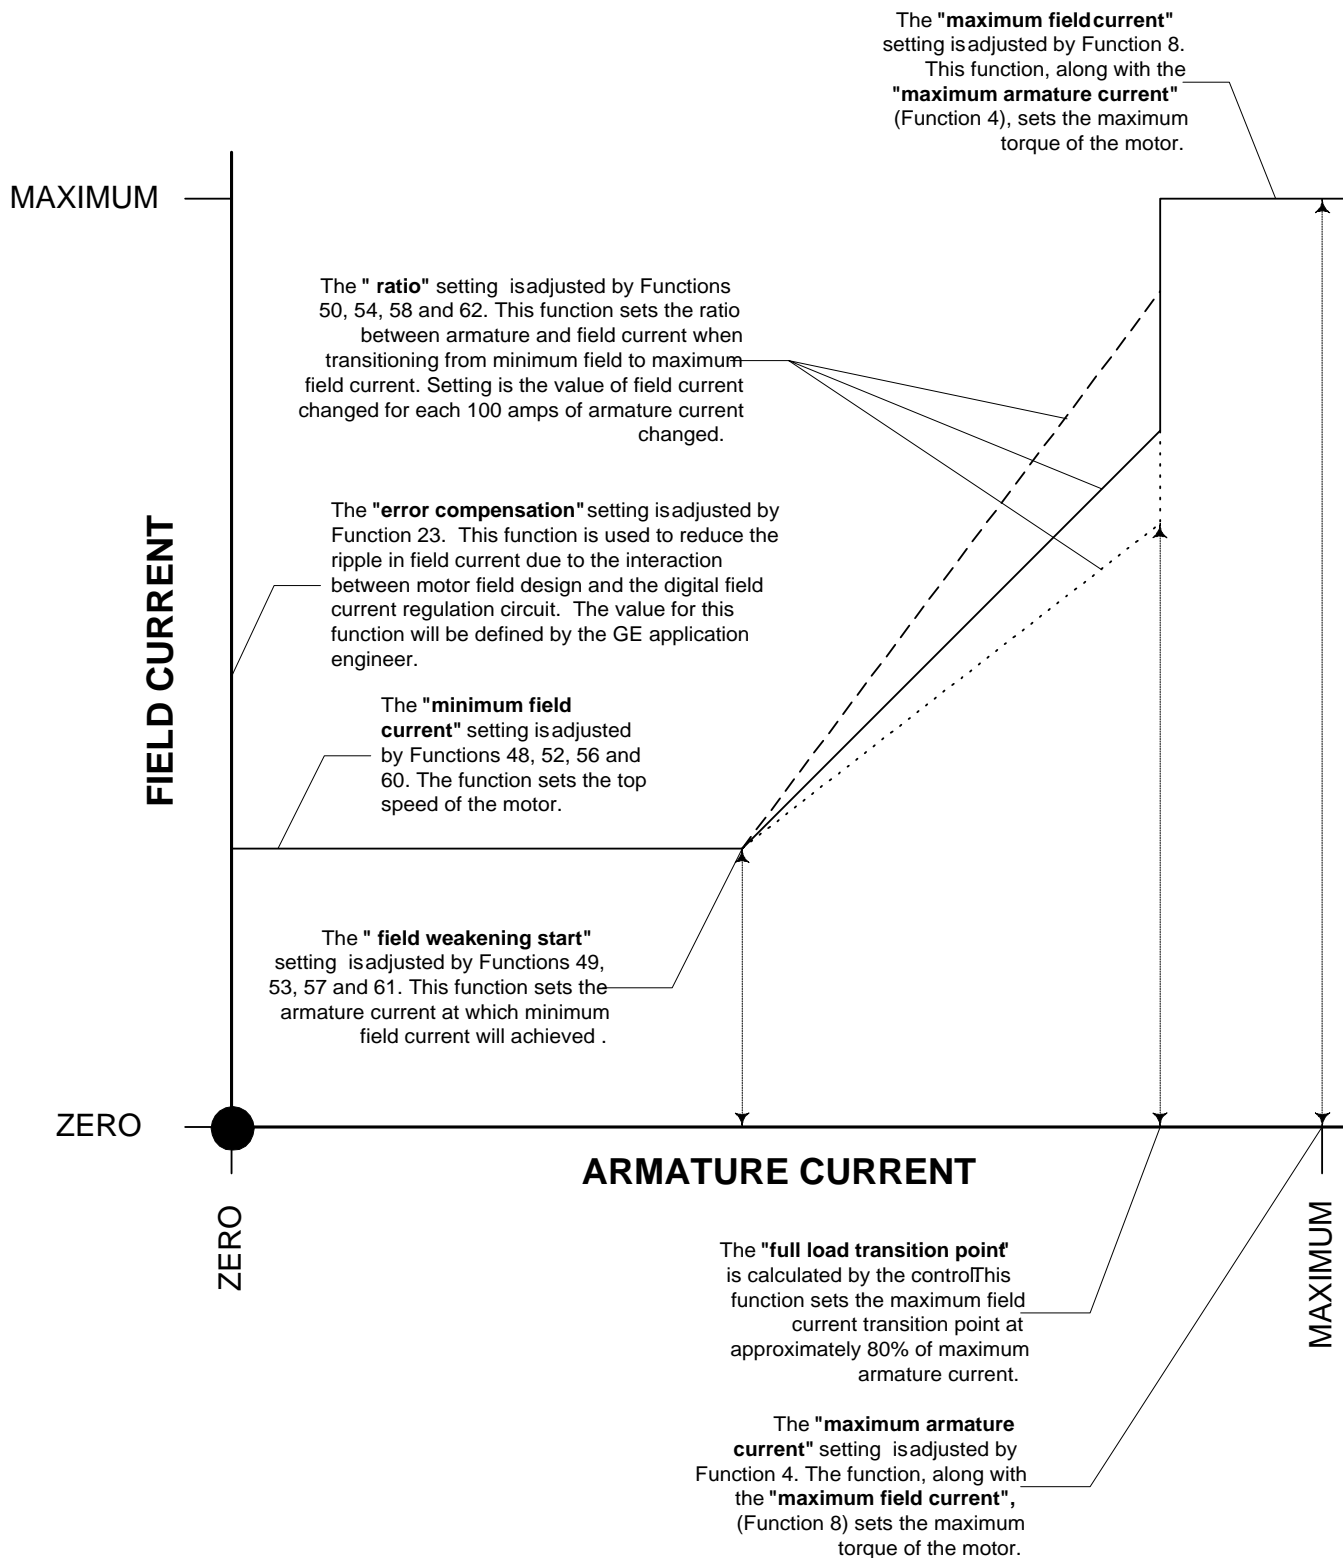 The "maximum field current"
setting is adjusted by Function 8.
This function, along with the
"maximum armature current"
(Function 4), sets the maximum
torque of the motor.
MAXIMUM
The " ratio" setting is adjusted by Functions
50, 54, 58 and 62. This function sets the ratio
between armature and field current when
transitioning from minimum field to maximum
field current. Setting is the value of field current
changed for each 100 amps of armature current
changed.
The "error compensation" setting is adjusted by
Function 23. This function is used to reduce the
ripple in field current due to the interaction
between motor field design and the digital field
current regulation circuit. The value for this
function will be defined by the GE application
engineer.
FIELD CURRENT
The "minimum field
current" setting is adjusted
by Functions 48, 52, 56 and
60. The function sets the top
speed of the motor.
The " field weakening start"
setting is adjusted by Functions 49,
53, 57 and 61. This function sets the
armature current at which minimum
field current will achieved .
ZERO
ARMATURE CURRENT
ZERO
MAXIMUM
The "full load transition point"
is calculated by the control This
function sets the maximum field
current transition point at
approximately 80% of maximum
armature current.
The "maximum armature
current" setting is adjusted by
Function 4. The function, along with
the "maximum field current",
(Function 8) sets the maximum
torque of the motor.